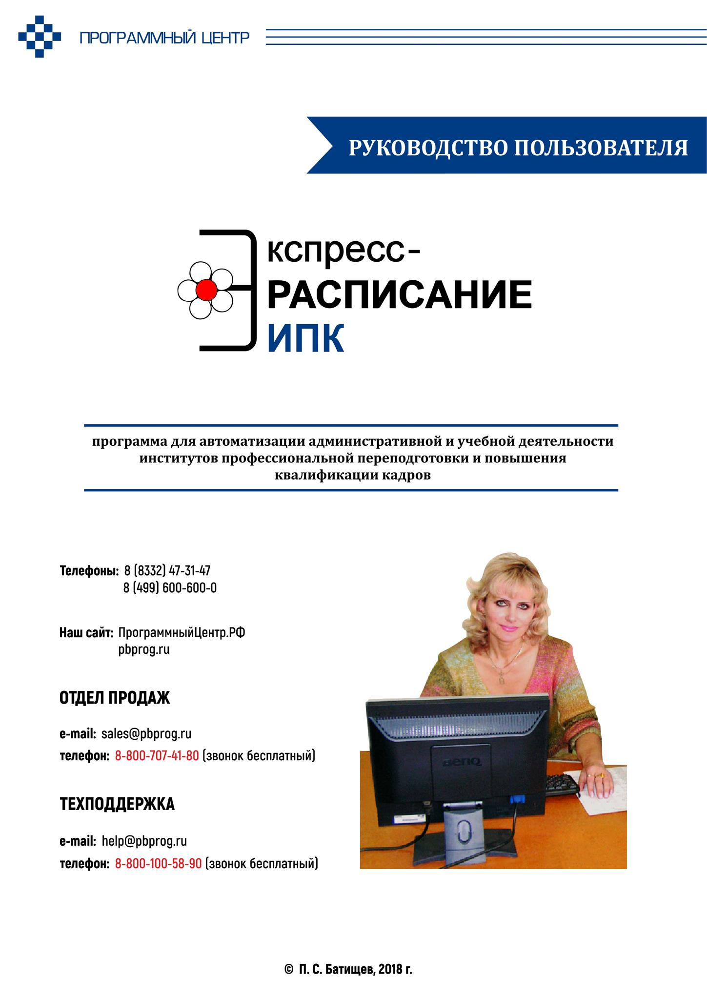 ПРОГРАММНЫЙ ЦЕНТР
РУКОВОДСТВО ПОЛЬЗОВАТЕЛЯ
Экспресс-
РАСПИСАНИЕ
ИПК
программа для автоматизации административной и учебной деятельности
институтов профессиональной переподготовки и повышения
квалификации кадров
Телефоны: 8 (8332) 47-31-47
8 (499) 600-600-0
Наш сайт: ПрограммныйЦентр.РФ
pbprog.ru
ОТДЕЛ ПРОДАЖ
e-mail: sales@pbprog.ru
телефон: 8-800-707-41-80 (звонок бесплатный)
ТЕХПОДДЕРЖКА
e-mail: help@pbprog.ru
телефон: 8-800-100-58-90 (звонок бесплатный)
BenQ
© П. С. Батищев, 2018 г.